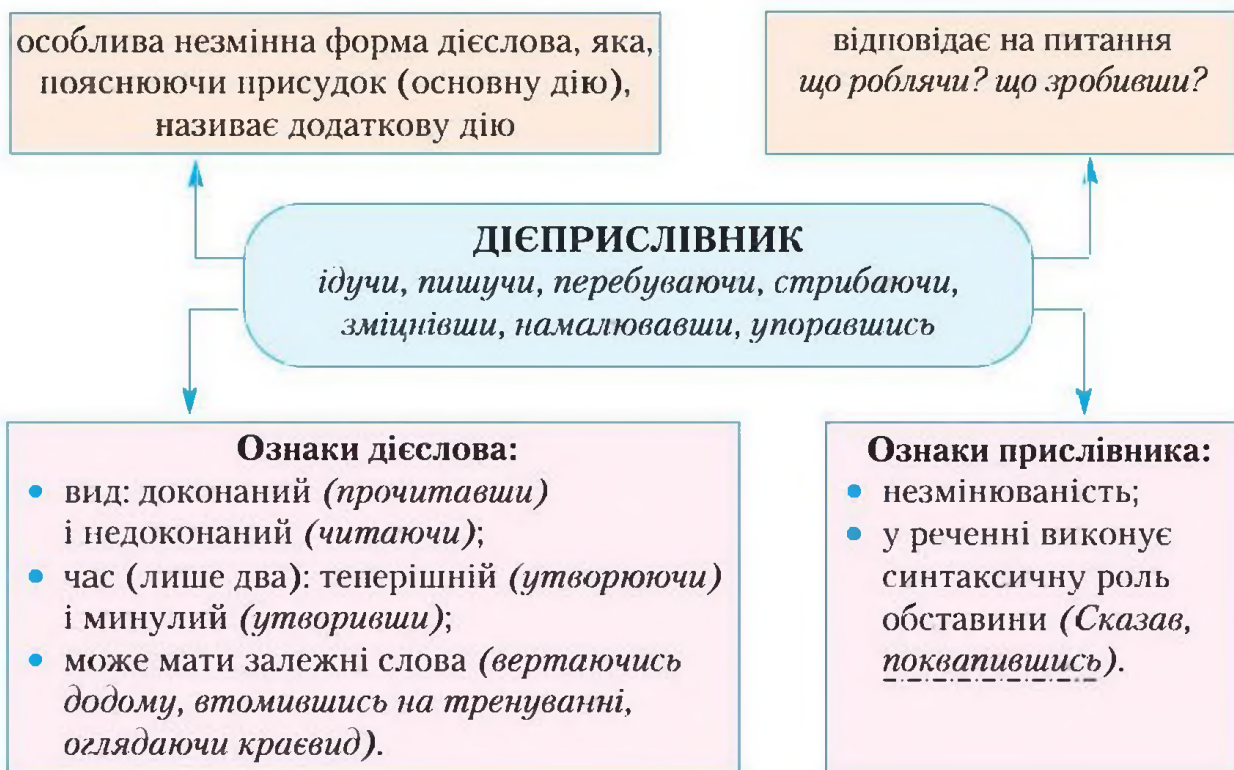 особлива незмінна форма дієслова, яка,
пояснюючи присудок (основну дію),
називає додаткову дію
відповідає на питання
що роблячи? що зробивши?
ДІЄПРИСЛІВНИК
ідучи, пишучи, перебуваючи, стрибаючи,
зміцнівши, намалювавши, упоравшись
Ознаки дієслова:
• вид: доконаний (прочитавши)
і недоконаний (читаючи);
• час (лише два): теперішній (утворюючи)
і минулий (утворивши);
• може мати залежні слова (вертаючись
додому, втомившись на тренуванні,
оглядаючи краєвид).
Ознаки прислівника:
• незмінюваність;
• у реченні виконує
синтаксичну роль
обставини (Сказав,
поквапившись).